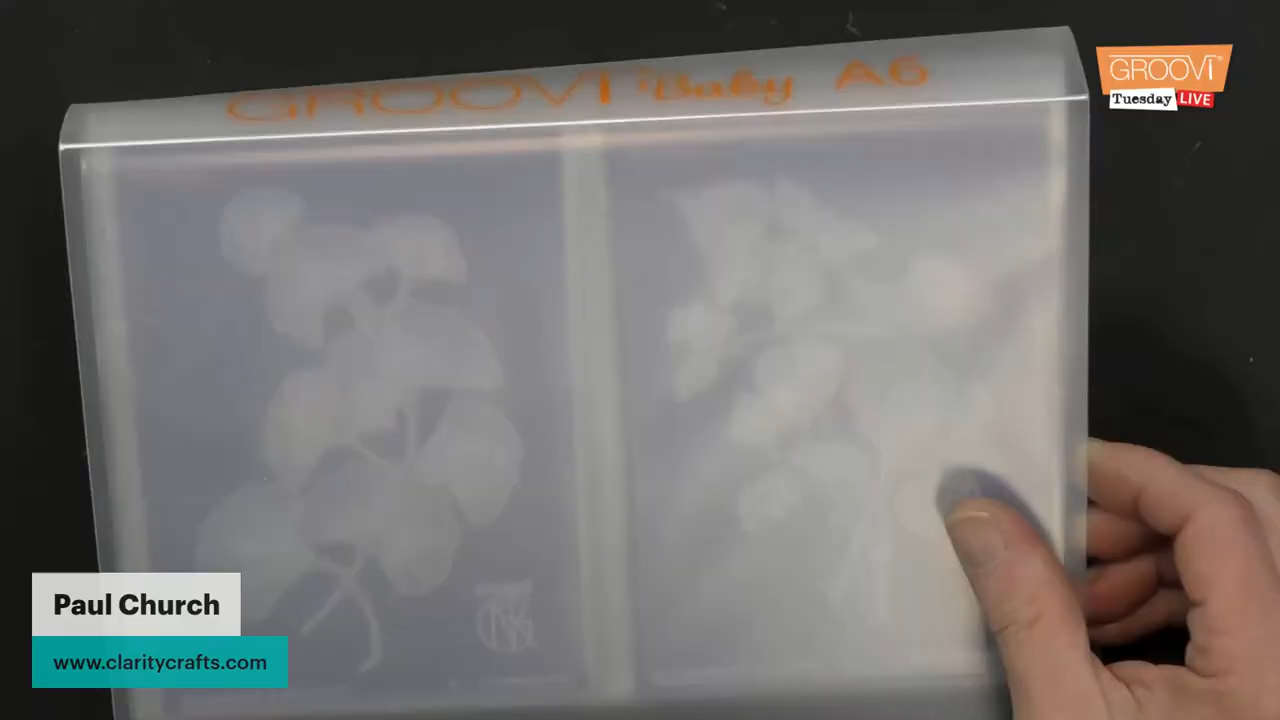 GROOVI Baby A6
GROOVI
Tuesday LIVE
Paul Church
www.claritycrafts.com